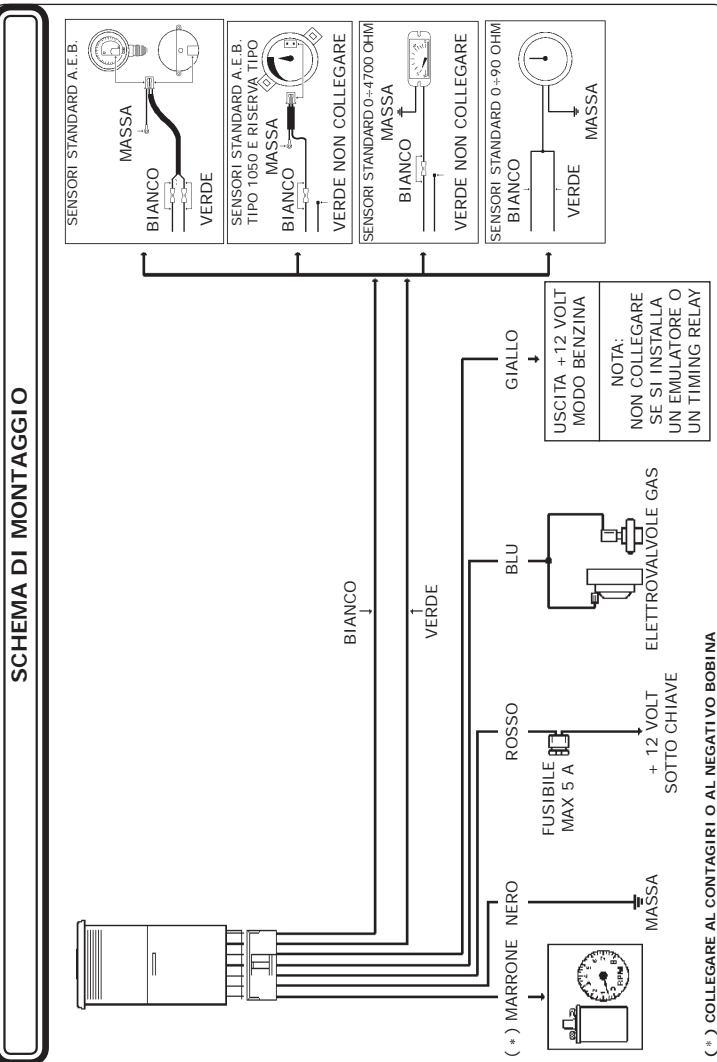 SCHEMA DI MONTAGGIO
SENSORI STANDARD A.E.B.
MASSA
BIANCO
VERDE
SENSORI STANDARD A.E.B.
TIPO 1050 E RISERVA TIPO
MASSA
BIANCO
VERDE NON COLLEGARE
SENSORI STANDARD 0÷4700 OHM
MASSA
BIANCO
VERDE NON COLLEGARE
SENSORI STANDARD 0÷90 OHM
BIANCO
MASSA
VERDE
BIANCO
VERDE
( * ) MARRONE
NERO
ROSSO
BLU
GIALLO
RPM
MASSA
FUSIBILE
MAX 5 A
+ 12 VOLT
SOTTO CHIAVE
ELETTROVALVOLE GAS
USCITA +12 VOLT
MODO BENZINA
NOTA:
NON COLLEGARE
SE SI INSTALLA
UN EMULATORE O
UN TIMING RELAY
( * ) COLLEGARE AL CONTAGIRI O AL NEGATIVO BOBINA